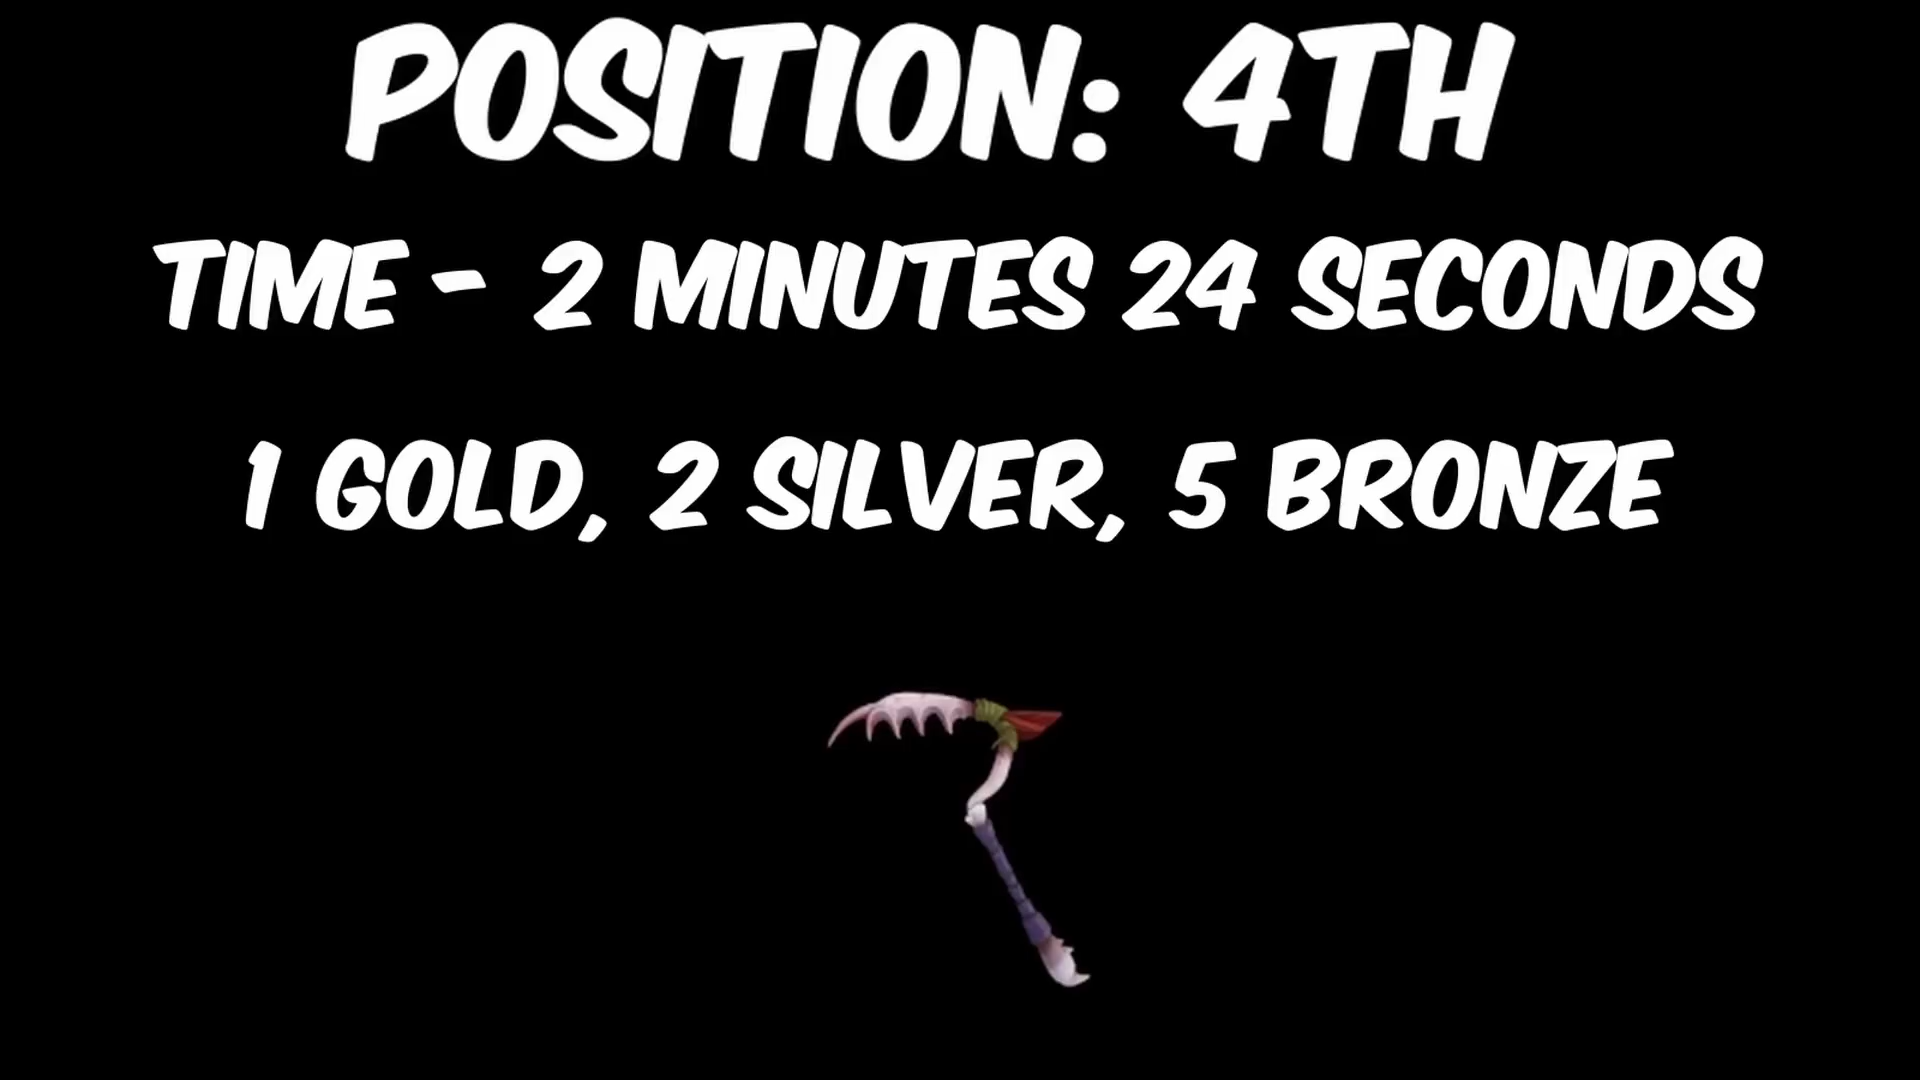 POSITION: 4TH
TIME - 2 MINUTES 24 SECONDS
1 GOLD, 2 SILVER, 5 BRONZE